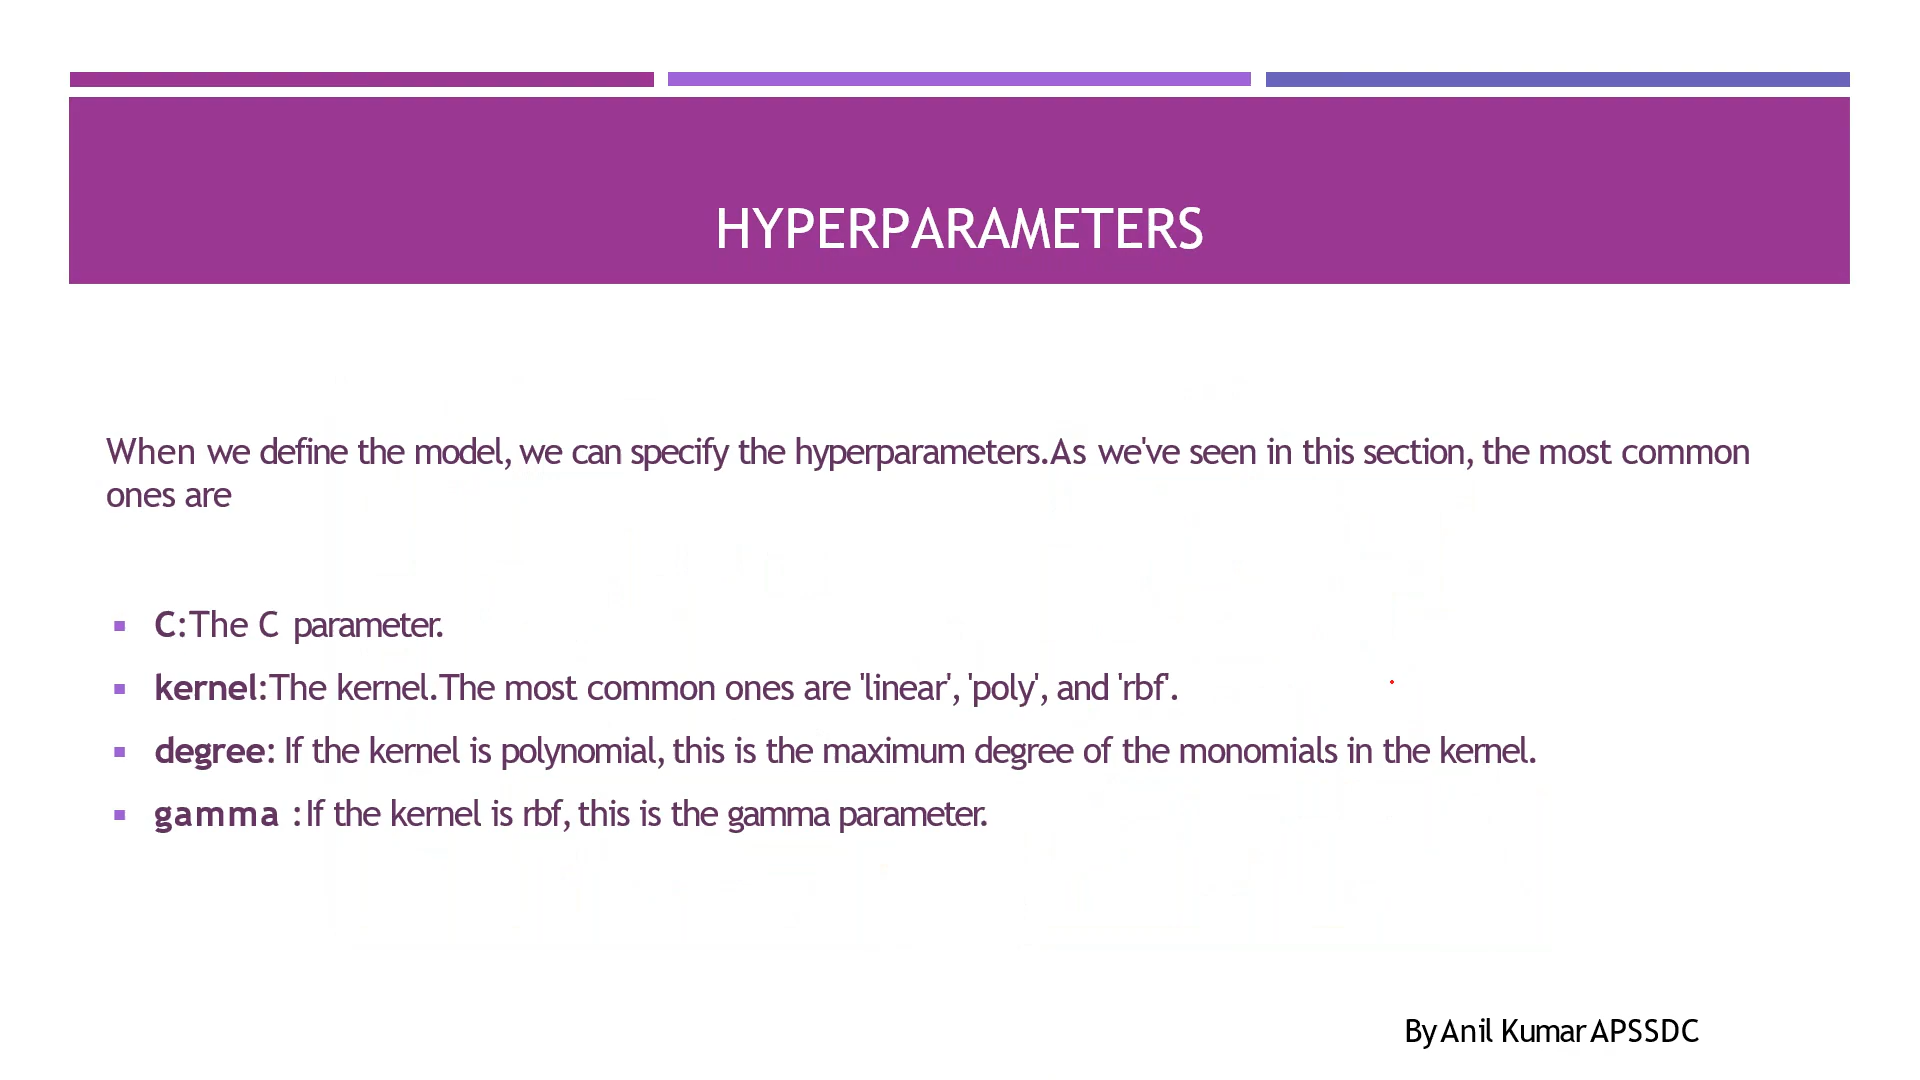 HYPERPARAMETERS
When we define the model, we can specify the hyperparameters.As we've seen in this section, the most common
ones are
C:The C parameter.
kernel:The kernel.The most common ones are 'linear', 'poly', and 'rbf'.
degree: If the kernel is polynomial, this is the maximum degree of the monomials in the kernel.
gamma :If the kernel is rbf, this is the gamma parameter.
By Anil Kumar APSSDC